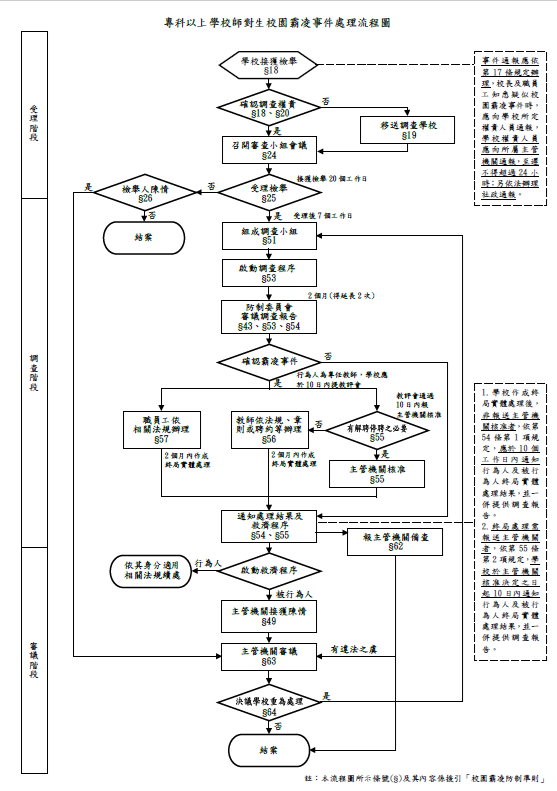 專科以上學校教師對生校園霸凌事件處理流程圖
學校接獲檢舉
§18
事件通報應依
第 17 條規定辦
理，校長及職員
工知悉疑似校
園霸凌事件時，
應向學校所定
權責人員通報，
學校權責人員
應向所屬主管
機關通報，並還
不得超過 24 小
時；另依法辦理
社政通報。
受理階段
確認調查權責
§18、§20
否
移送調查學校
§19
是
召開審查小組會議
§24
接獲檢舉 20 個工作日
受理檢舉
§25
否
檢舉人陳情
§26
是
否
結案
是
受理後 7 個工作日
調查階段
組成調查小組
§51
啟動調查程序
§53
2 個月(得延長 2 次)
防制委員會
審議調查報告
§43、§53、§54
確認霸凌事件
否
是
行為人為專任教師，學校應
於 10 日內提教評會
教評會通過
10 日內報
主管機關核准
職員工依
相關法規辦理
§57
教師依法規、章
則或聘約等辦理
§56
否
有解聘停聘之必要
§55
是
2 個月內作成
終局實體處理
2 個月內作成
終局實體處理
主管機關核准
§55
1. 學校作成終
局實體處理後，
非報送主管機
關核准者，依第
54 條第 1 項規
定，應於 10 個
工作日內通知
行為人及被行
為人終局實體
處理結果，並一
併提供調查報
告。
2. 終局處理案
報送主管機關
者，依第 55 條
第 2 項規定，學
校於主管機關
核准決定之日
起 10 日內通知
行為人及被行
為人終局實體
處理結果，並一
併提供調查報
告。
通知處理結果及
救濟程序
§54、§55
報主管機關備查
§62
審議階段
啟動救濟程序
行為人
依其身分適用
相關法規續處
被行為人
主管機關接獲陳情
§49
主管機關審議
§63
有違法之虞
決議學校重為處理
§64
是
否
結案
註：本流程圖所示條號(§)及其內容係援引「校園霸凌防制準則」